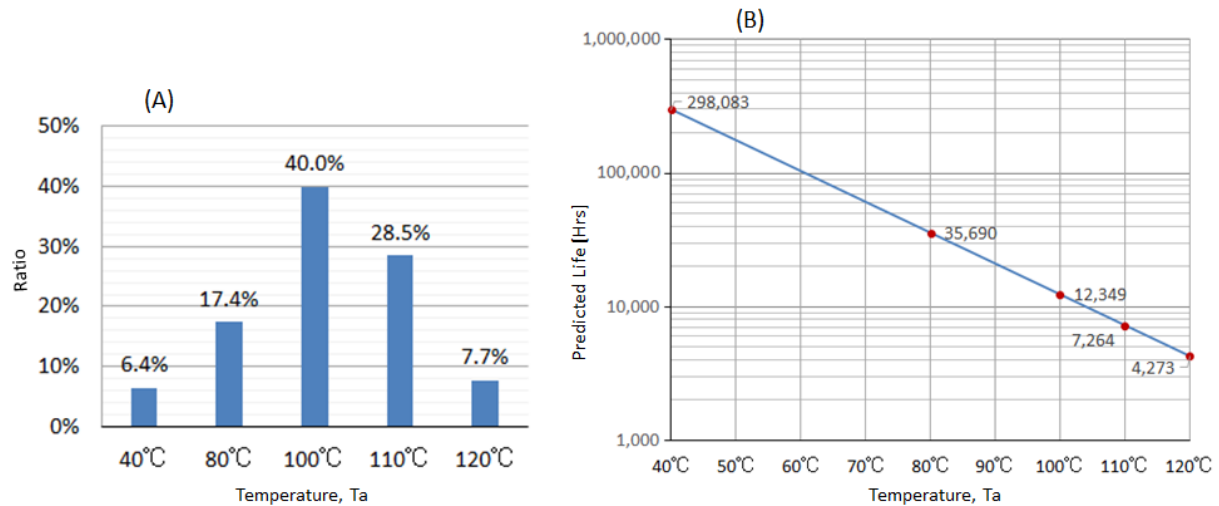 (A)
50%
40%
30%
20%
10%
0%
Ratio
6.4%
17.4%
40.0%
28.5%
7.7%
40℃ 80℃ 100℃ 110℃ 120℃
Temperature, Ta
(B)
1,000,000
100,000
10,000
1,000
Predicted Life [Hrs]
298,083
35,690
12,349
7,264
4,273
40℃ 50℃ 60℃ 70℃ 80℃ 90℃ 100℃ 110℃ 120℃
Temperature, Ta